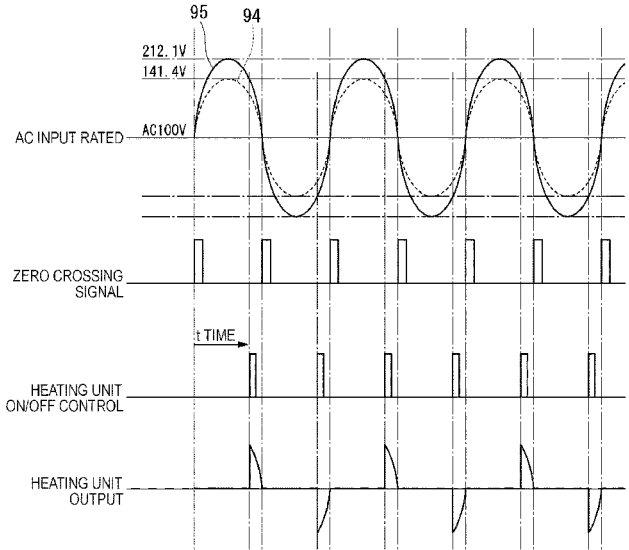 95 94
212.1V
141.4V
AC INPUT RATED AC100V
ZERO CROSSING
SIGNAL
t TIME
HEATING UNIT
ON/OFF CONTROL
HEATING UNIT
OUTPUT